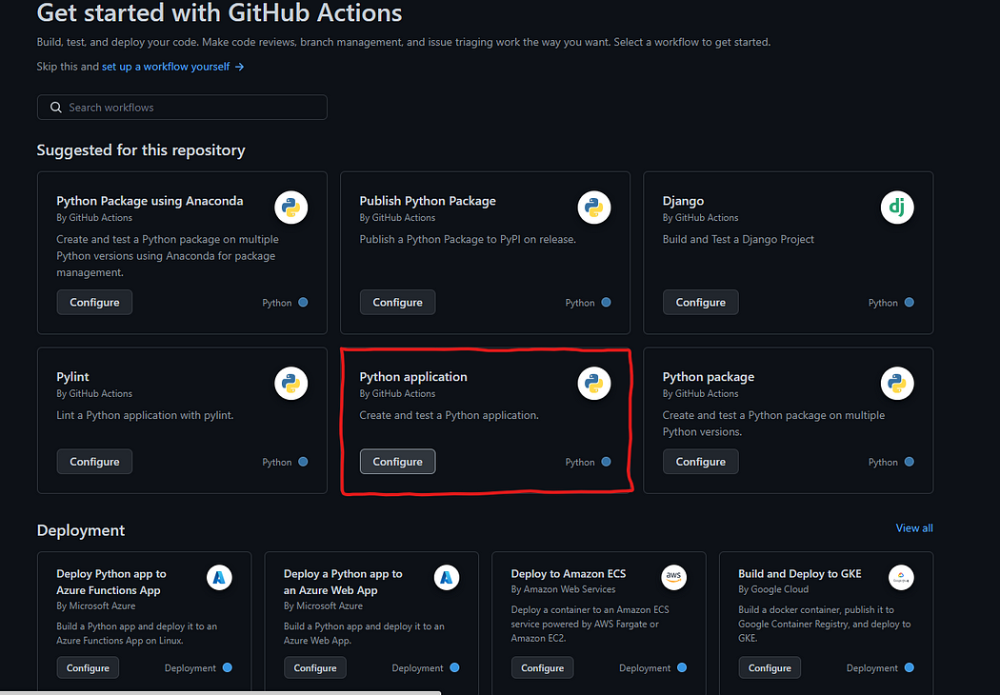 Get started with GitHub Actions
Build, test, and deploy your code. Make code reviews, branch management, and issue triaging work the way you want. Select a workflow to get started.
Skip this and set up a workflow yourself →
Search workflows
Suggested for this repository
Python Package using Anaconda
By GitHub Actions
Create and test a Python package on multiple
Python versions using Anaconda for package
management.
Configure
Python
Publish Python Package
By GitHub Actions
Publish a Python Package to PyPI on release.
Configure
Python
Django
By GitHub Actions
Build and Test a Django Project
dj
Configure
Python
Pylint
By GitHub Actions
Lint a Python application with pylint.
Configure
Python
Python application
By GitHub Actions
Create and test a Python application.
Configure
Python
Python package
By GitHub Actions
Create and test a Python package on multiple
Python versions.
Configure
Python
Deployment
View all
Deploy Python app to
Azure Functions App
By Microsoft Azure
Build a Python app and deploy it to an
Azure Functions App on Linux.
Configure
Deployment
Deploy a Python app to
an Azure Web App
By Microsoft Azure
Build a Python app and deploy it to an
Azure Web App.
Configure
Deployment
Deploy to Amazon ECS
By Amazon Web Services
aws
Deploy a container to an Amazon ECS
service powered by AWS Fargate or
Amazon EC2.
Configure
Deployment
Build and Deploy to GKE
By Google Cloud
Build a docker container, publish it to
Google Container Registry, and deploy to
GKE.
Configure
Deployment